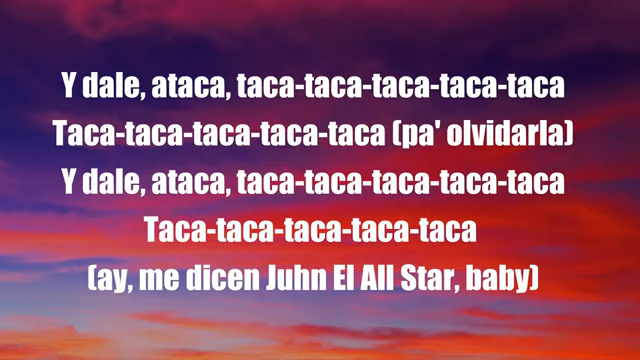 Y dale, ataca, taca-taca-taca-taca-taca
Taca-taca-taca-taca-taca (pa' olvidarla)
Y dale, ataca, taca-taca-taca-taca-taca
Taca-taca-taca-taca-taca
(ay, me dicen Juhn El All Star, baby)